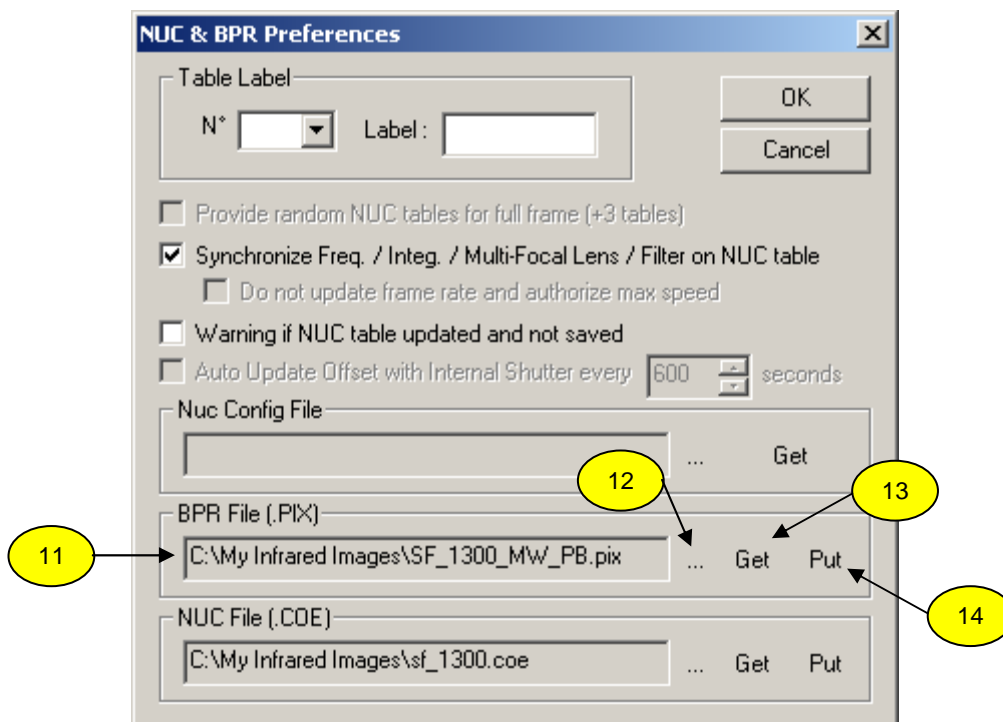 NUC & BPR Preferences
Table Label
N° Label :
OK
Cancel
Provide random NUC tables for full frame (+3 tables)
Synchronize Freq. / Integ. / Multi-Focal Lens / Filter on NUC table
Do not update frame rate and authorize max speed
Warning if NUC table updated and not saved
Auto Update Offset with Internal Shutter every 600 seconds
Nuc Config File
... Get
12
13
BPR File (.PIX)
11
C:\My Infrared Images\SF_1300_MW_PB.pix ... Get Put
14
NUC File (.COE)
C:\My Infrared Images\sf_1300.coe ... Get Put